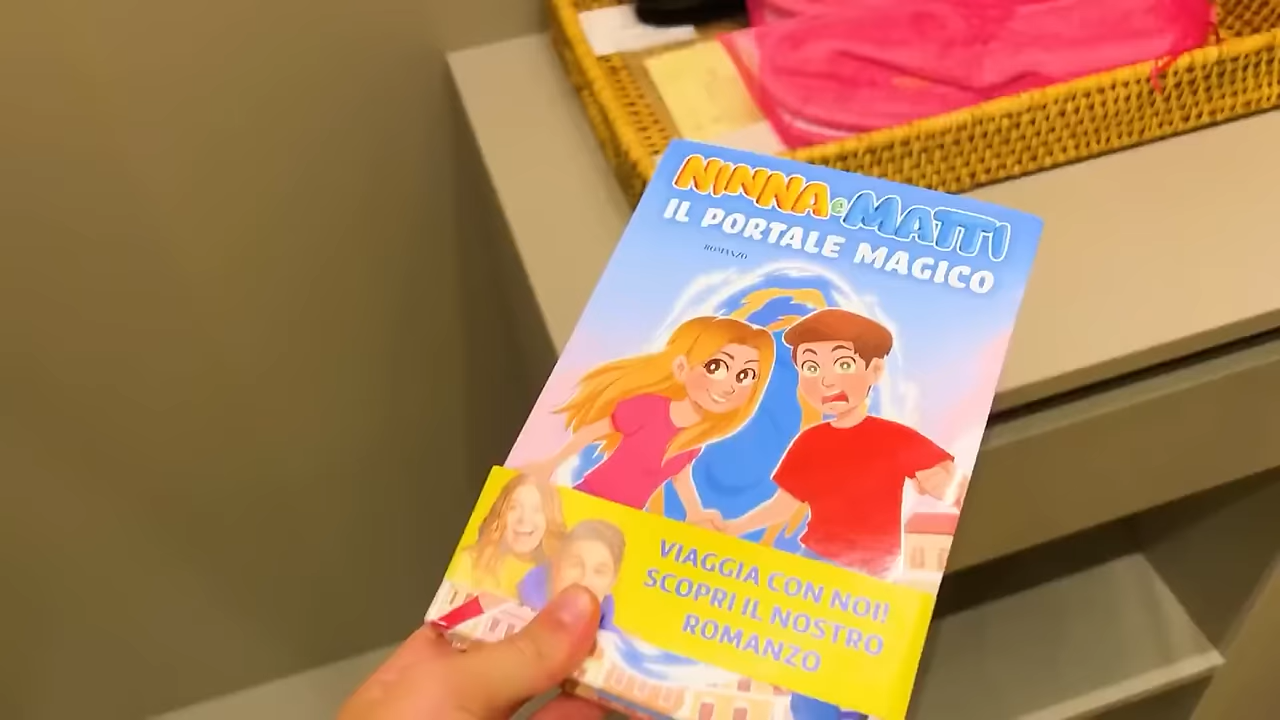 NINNA e MATTI
IL PORTALE MAGICO
ROMANZO
VIAGGIA CON NOI!
SCOPRI IL NOSTRO
ROMANZO